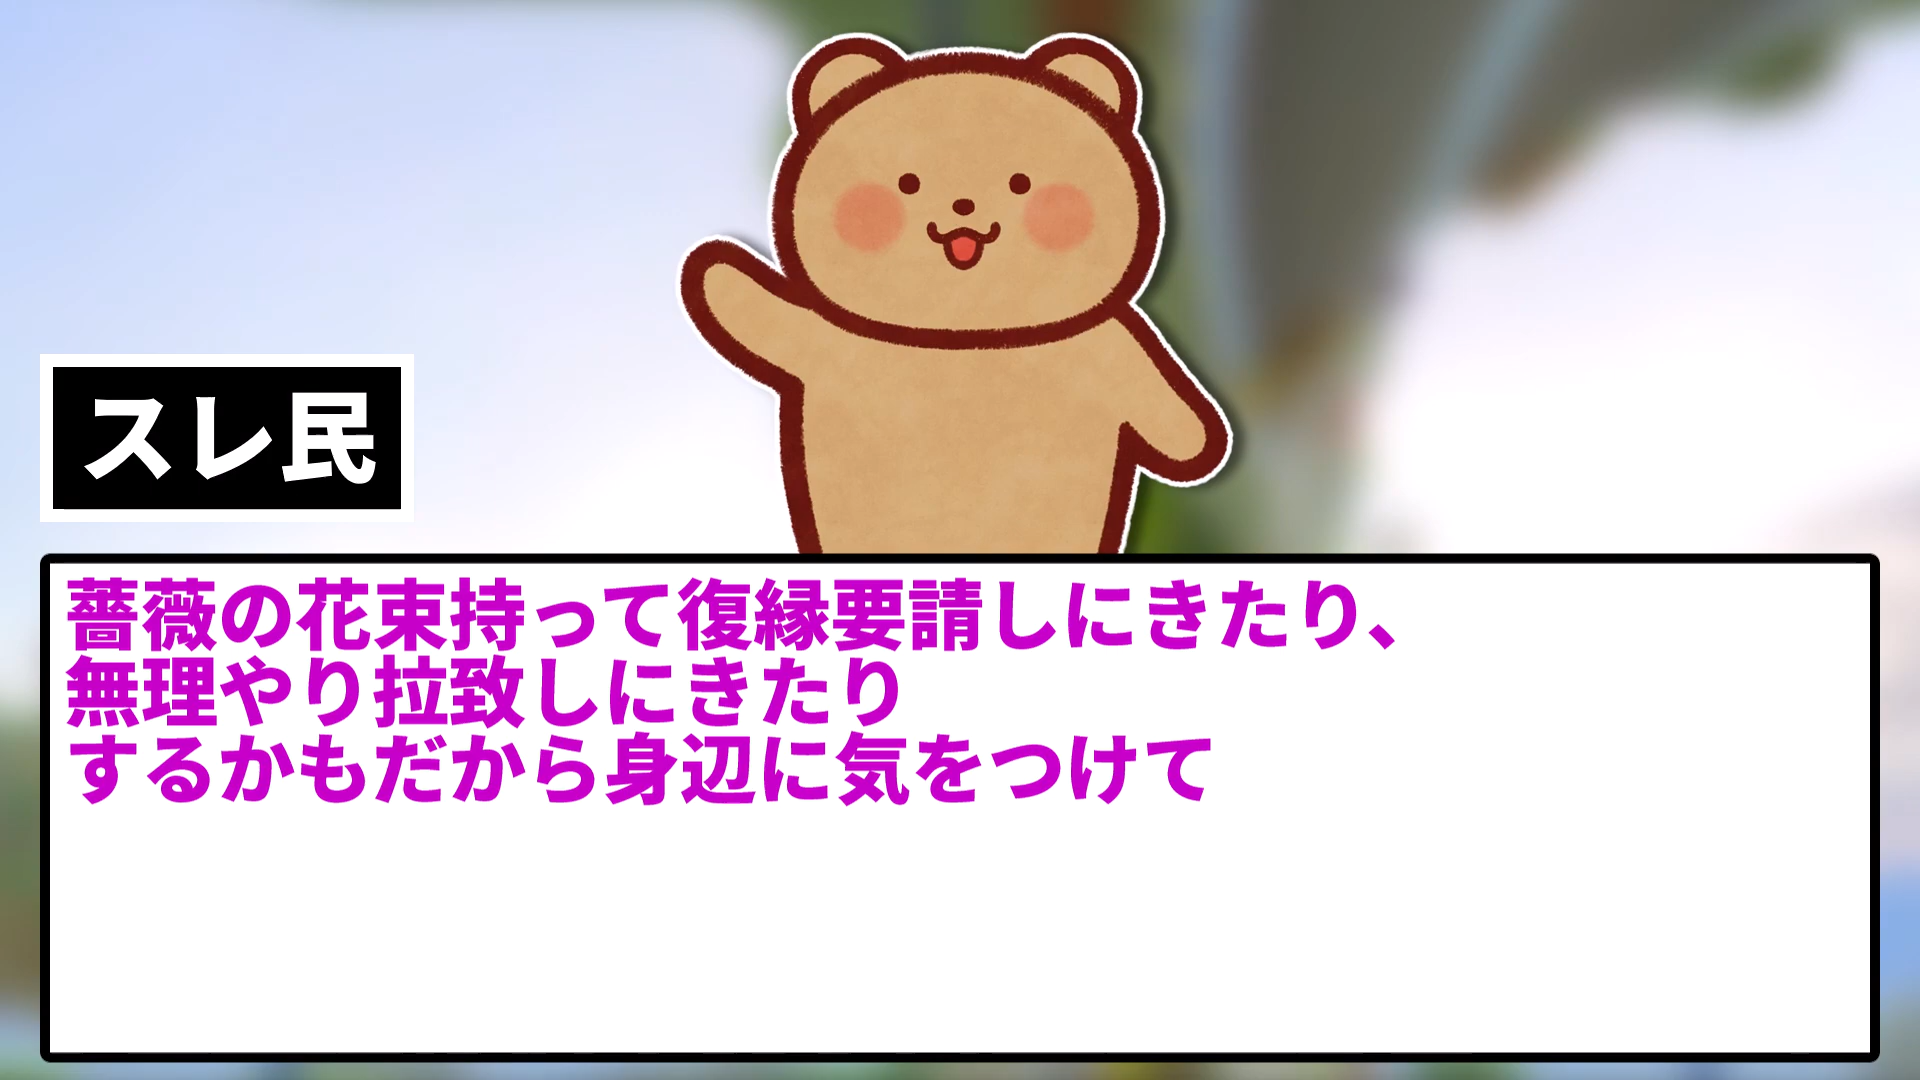 スレ民
薔薇の花束持って復縁要請しにきたり、
無理やり拉致しにきたり
するかもだから身辺に気をつけて